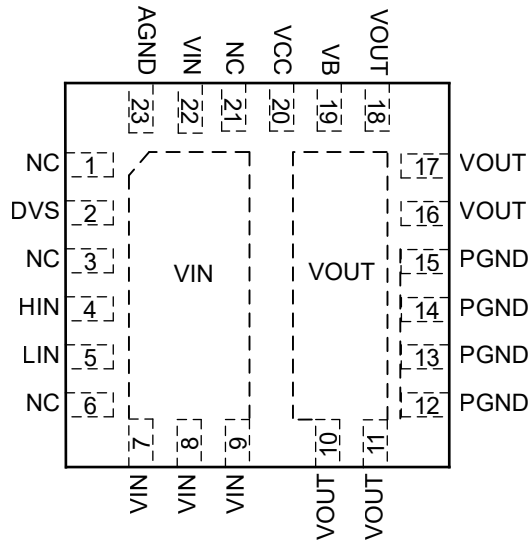 AGND
VIN
NC
VCC
VB
VOUT
23
22
21
20
19
18
NC 1
DVS 2
NC 3
HIN 4
LIN 5
NC 6
VIN
VOUT
17 VOUT
16 VOUT
15 PGND
14 PGND
13 PGND
12 PGND
7
8
9
10
11
VIN
VIN
VIN
VOUT
VOUT